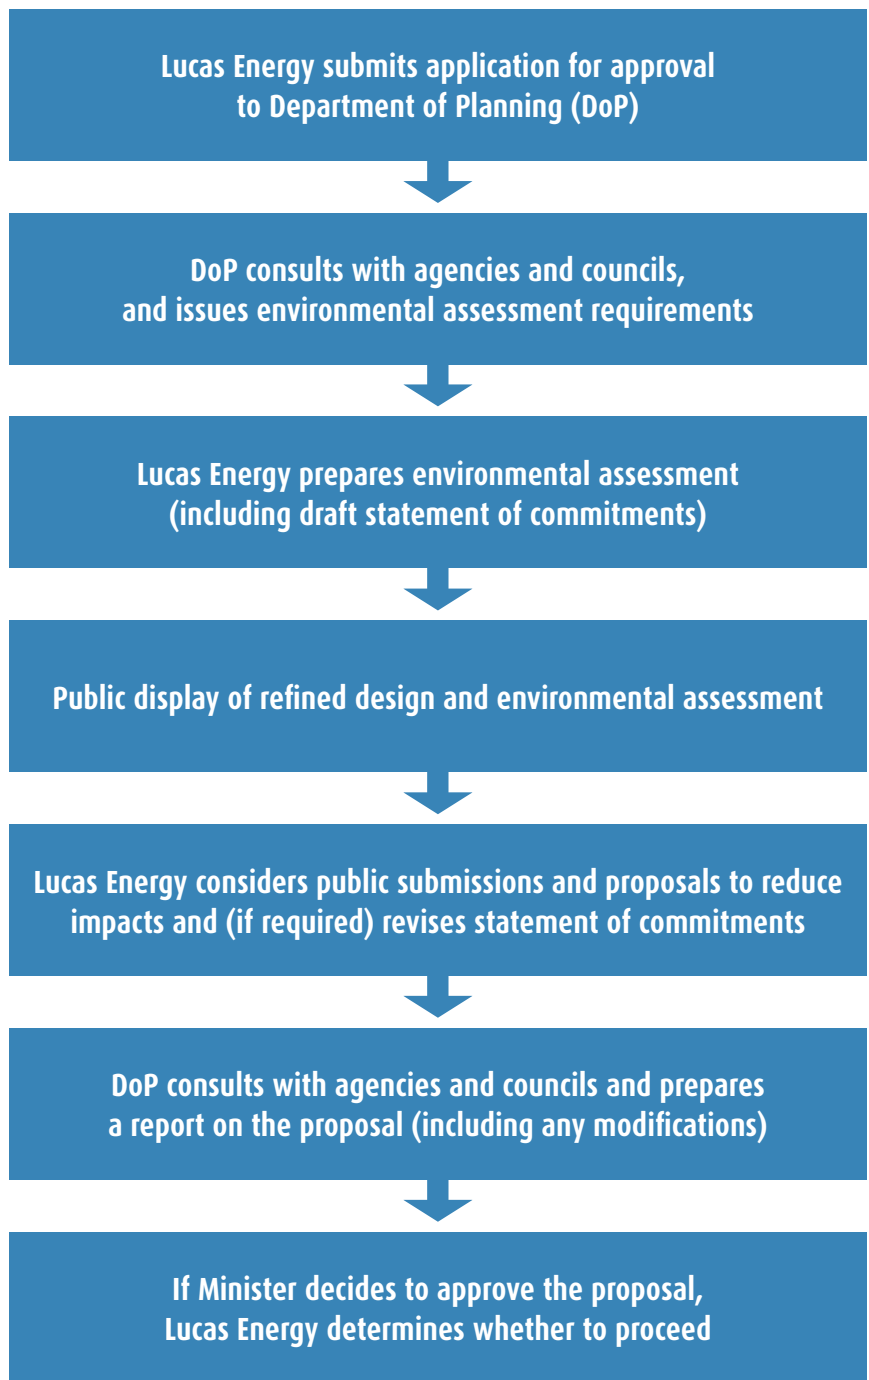 Lucas Energy submits application for approval
to Department of Planning (DoP)
DoP consults with agencies and councils,
and issues environmental assessment requirements
Lucas Energy prepares environmental assessment
(including draft statement of commitments)
Public display of refined design and environmental assessment
Lucas Energy considers public submissions and proposals to reduce
impacts and (if required) revises statement of commitments
DoP consults with agencies and councils and prepares
a report on the proposal (including any modifications)
If Minister decides to approve the proposal,
Lucas Energy determines whether to proceed